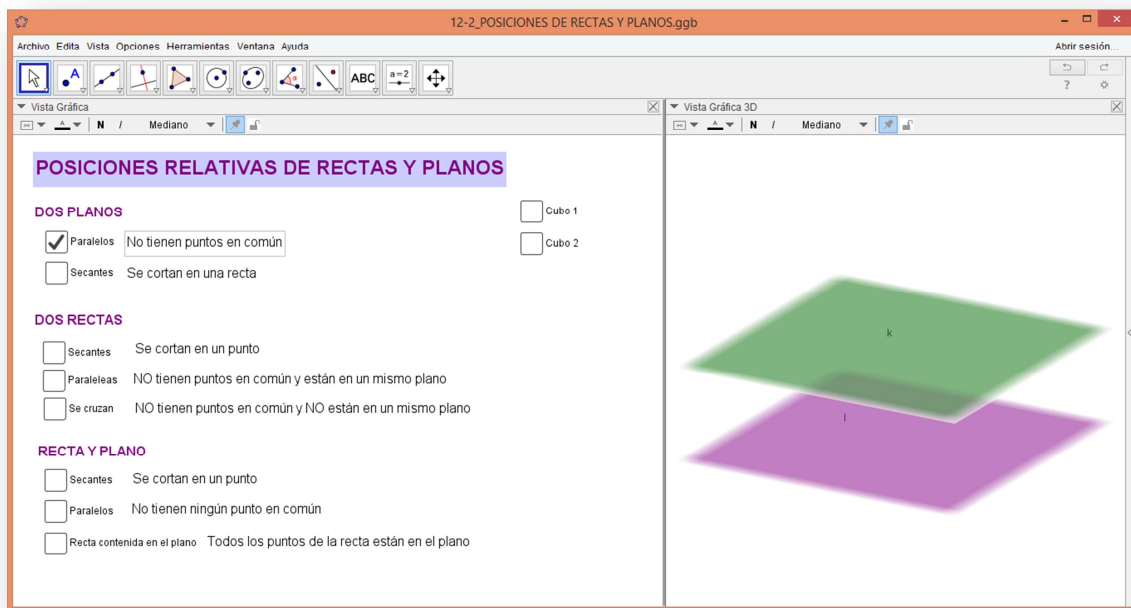 12-2_POSICIONES DE RECTAS Y PLANOS.ggb
Archivo Edita Vista Opciones Herramientas Ventana Ayuda
Abrir sesión...
A
ABC
a=2
?
Vista Gráfica
Vista Gráfica 3D
A N I Mediano
A N I Mediano
POSICIONES RELATIVAS DE RECTAS Y PLANOS
DOS PLANOS
Cubo 1
Paralelos No tienen puntos en común
Cubo 2
Secantes Se cortan en una recta
DOS RECTAS
Secantes Se cortan en un punto
Paraleleas NO tienen puntos en común y están en un mismo plano
Se cruzan NO tienen puntos en común y NO están en un mismo plano
RECTA Y PLANO
Secantes Se cortan en un punto
Paralelos No tienen ningún punto en común
Recta contenida en el plano Todos los puntos de la recta están en el plano
k
l